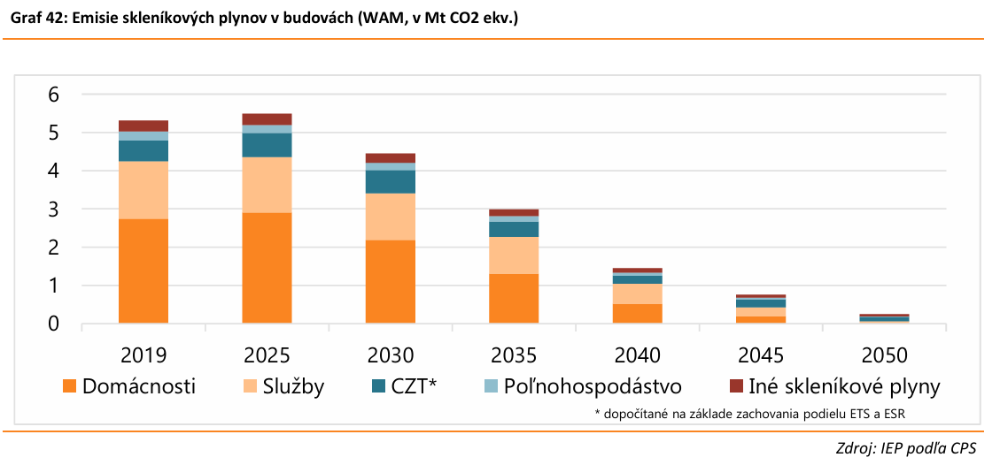 Graf 42: Emisie skleníkových plynov v budovách (WAM, v Mt CO2 ekv.)
6
5
4
3
2
1
0
2019 2025 2030 2035 2040 2045 2050
Domácnosti Služby CZT* Poľnohospodástvo Iné skleníkové plyny
* dopočítané na základe zachovania podielu ETS a ESR
Zdroj: IEP podľa CPS